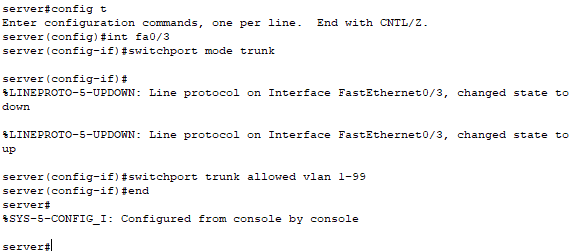 server#config t
Enter configuration commands, one per line.  End with CNTL/Z.
server(config)#int fa0/3
server(config-if)#switchport mode trunk
server(config-if)#
%LINEPROTO-5-UPDOWN: Line protocol on Interface FastEthernet0/3, changed state to
down
%LINEPROTO-5-UPDOWN: Line protocol on Interface FastEthernet0/3, changed state to
up
server(config-if)#switchport trunk allowed vlan 1-99
server(config-if)#end
server#
%SYS-5-CONFIG_I: Configured from console by console
server#